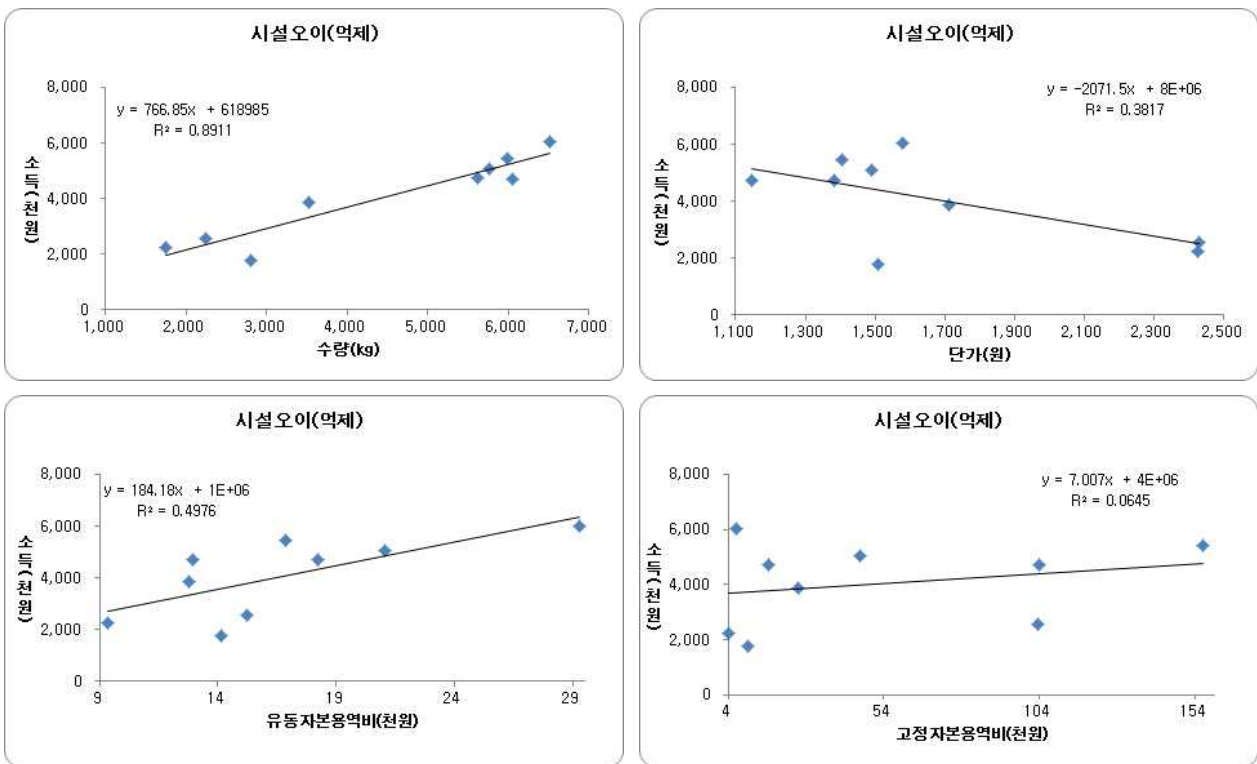 시설오이(억제)
y = 766.85x + 618985
R² = 0.8911
소득(천원)
8,000
6,000
4,000
2,000
0
1,000 2,000 3,000 4,000 5,000 6,000 7,000
수량(kg)
시설오이(억제)
y = -2071.5x + 8E+06
R² = 0.3817
소득(천원)
8,000
6,000
4,000
2,000
0
1,100 1,300 1,500 1,700 1,900 2,100 2,300 2,500
단가(원)
시설오이(억제)
y = 184.18x + 1E+06
R² = 0.4976
소득(천원)
8,000
6,000
4,000
2,000
0
9 14 19 24 29
유동자본용역비(천원)
시설오이(억제)
y = 7.007x + 4E+06
R² = 0.0645
소득(천원)
8,000
6,000
4,000
2,000
0
4 54 104 154
고정자본용역비(천원)